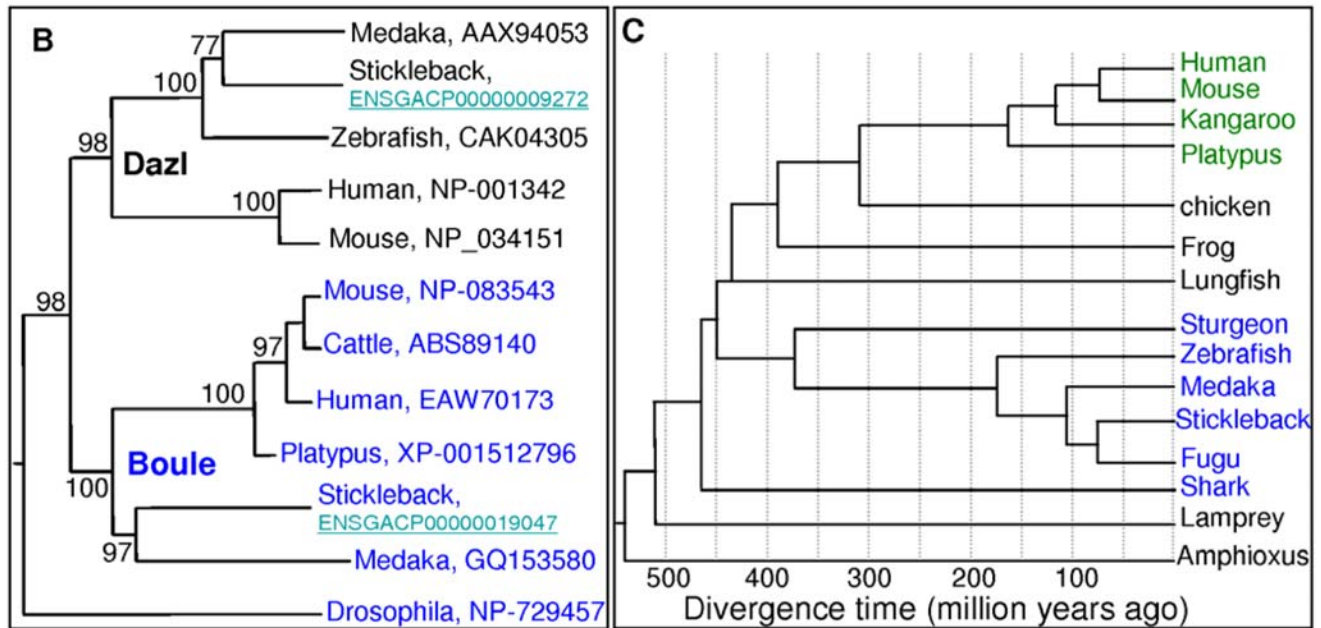 B
77
Medaka, AAX94053
Stickleback,
100
ENSGACP00000009272
98
Zebrafish, CAK04305
Dazl
100
Human, NP-001342
Mouse, NP_034151
98
Mouse, NP-083543
97
Cattle, ABS89140
100
Human, EAW70173
Boule
Platypus, XP-001512796
100
Stickleback,
ENSGACP00000019047
97
Medaka, GQ153580
Drosophila, NP-729457
C
Human
Mouse
Kangaroo
Platypus
chicken
Frog
Lungfish
Sturgeon
Zebrafish
Medaka
Stickleback
Fugu
Shark
Lamprey
Amphioxus
500 400 300 200 100
Divergence time (million years ago)